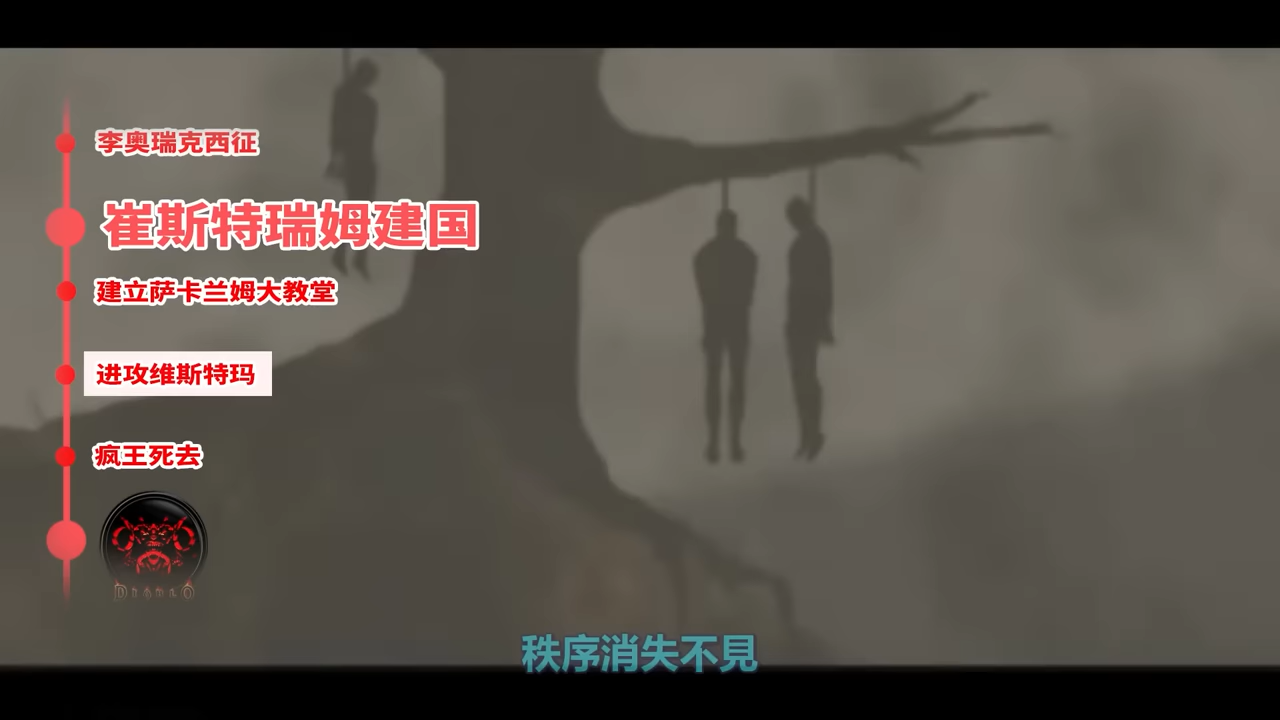 李奥瑞克西征
崔斯特瑞姆建国
建立萨卡兰姆大教堂
进攻维斯特玛
疯王死去
DIABLO
秩序消失不見